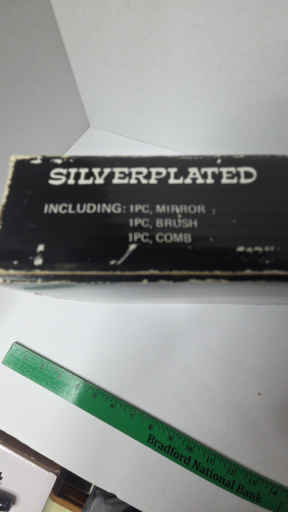 SILVERPLATED
INCLUDING: 1PC, MIRROR
1PC, BRUSH
1PC, COMB
Bradford National Bank